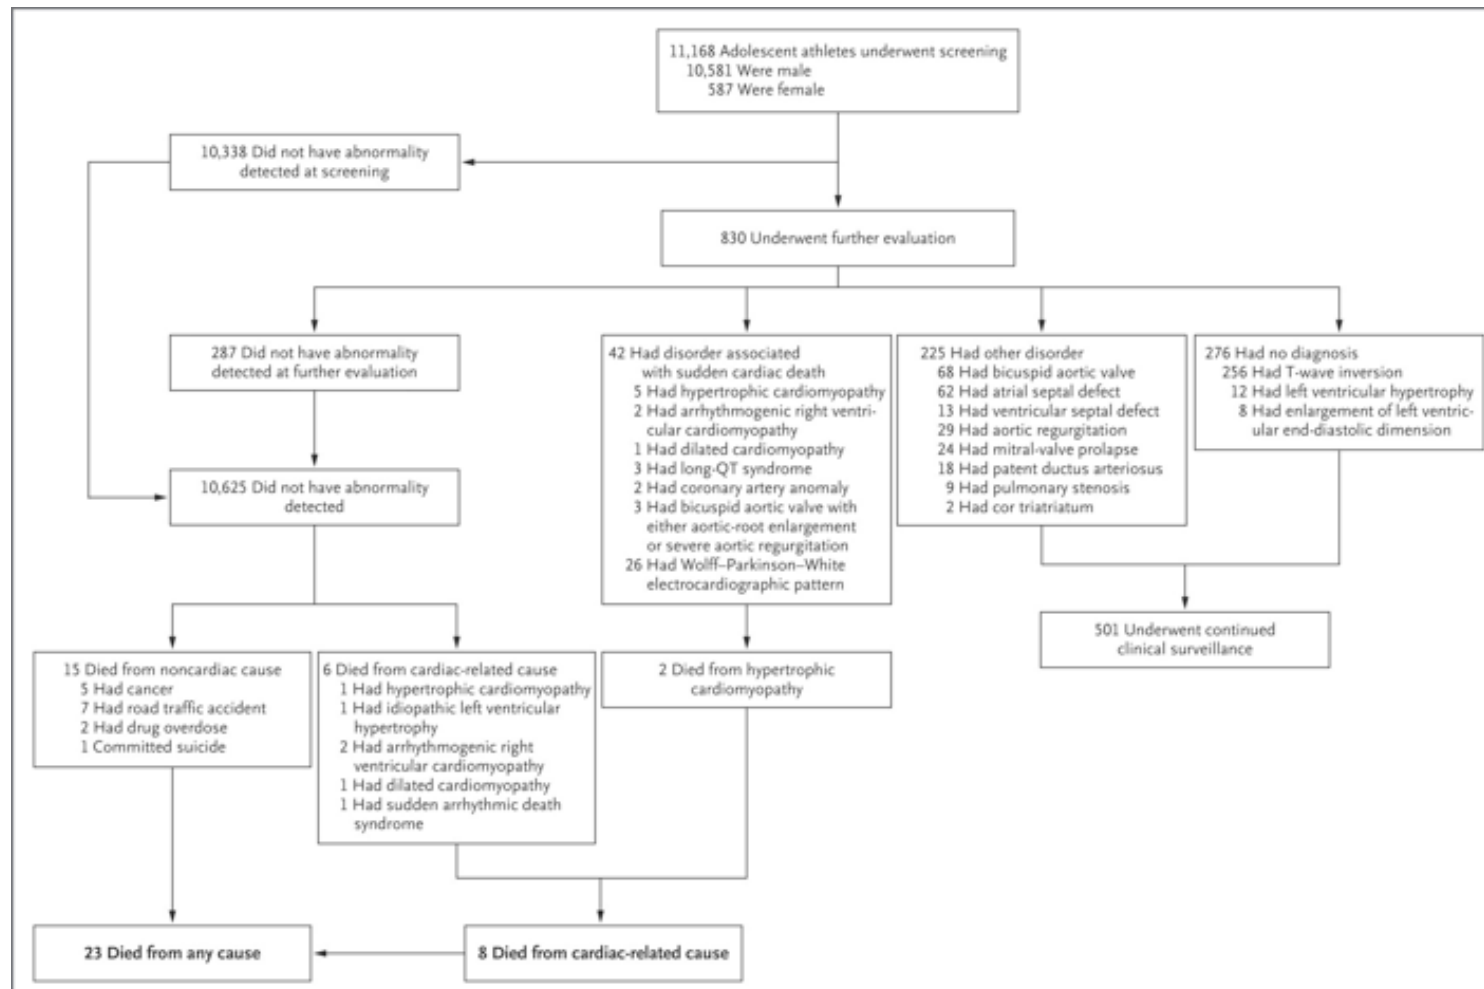 11,168 Adolescent athletes underwent screening
10,581 Were male
587 Were female
10,338 Did not have abnormality
detected at screening
830 Underwent further evaluation
287 Did not have abnormality
detected at further evaluation
42 Had disorder associated
with sudden cardiac death
5 Had hypertrophic cardiomyopathy
2 Had arrhythmogenic right ventri-
cular cardiomyopathy
1 Had dilated cardiomyopathy
3 Had long-QT syndrome
2 Had coronary artery anomaly
3 Had bicuspid aortic valve with
either aortic-root enlargement
or severe aortic regurgitation
26 Had Wolff–Parkinson–White
electrocardiographic pattern
225 Had other disorder
68 Had bicuspid aortic valve
62 Had atrial septal defect
13 Had ventricular septal defect
29 Had aortic regurgitation
24 Had mitral-valve prolapse
18 Had patent ductus arteriosus
9 Had pulmonary stenosis
2 Had cor triatriatum
276 Had no diagnosis
256 Had T-wave inversion
12 Had left ventricular hypertrophy
8 Had enlargement of left ventric-
ular end-diastolic dimension
10,625 Did not have abnormality
detected
501 Underwent continued
clinical surveillance
15 Died from noncardiac cause
5 Had cancer
7 Had road traffic accident
2 Had drug overdose
1 Committed suicide
6 Died from cardiac-related cause
1 Had hypertrophic cardiomyopathy
1 Had idiopathic left ventricular
hypertrophy
2 Had arrhythmogenic right
ventricular cardiomyopathy
1 Had dilated cardiomyopathy
1 Had sudden arrhythmic death
syndrome
2 Died from hypertrophic
cardiomyopathy
23 Died from any cause
8 Died from cardiac-related cause